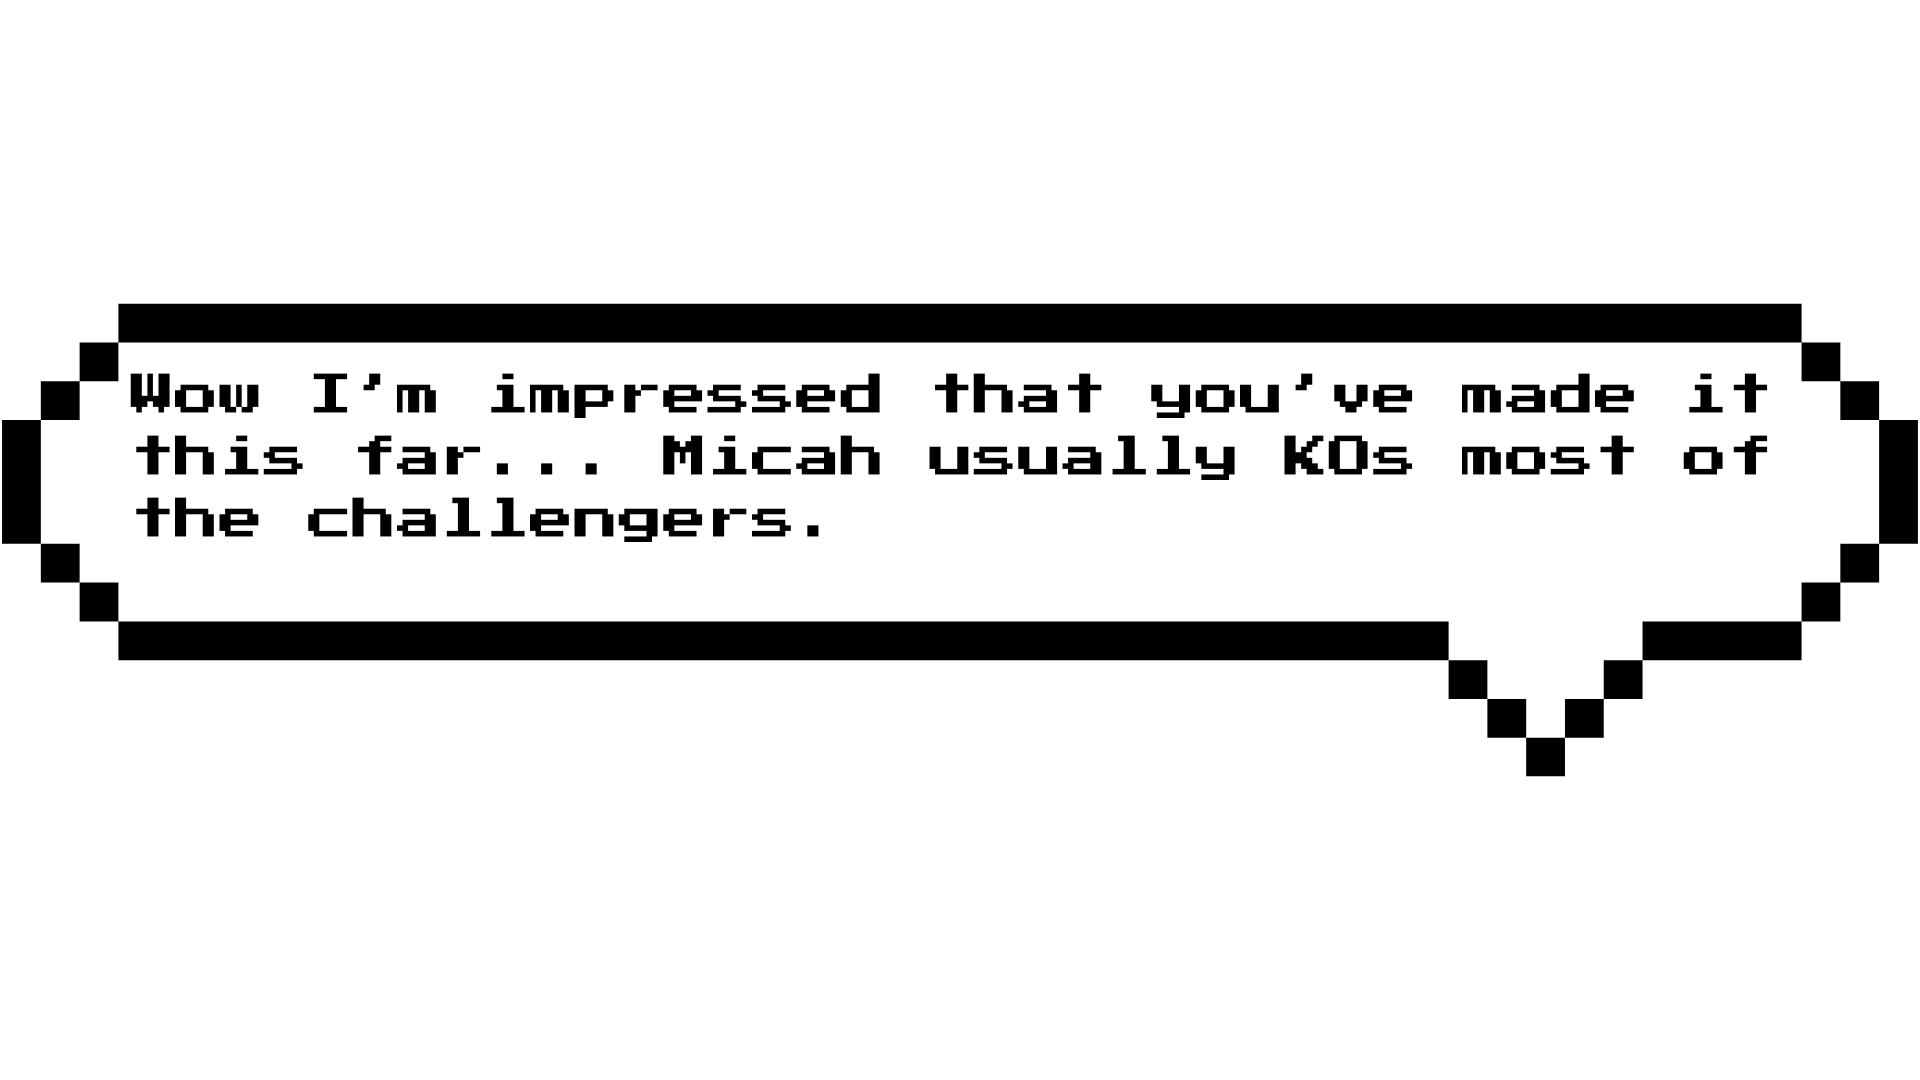 Wow I'm impressed that you've made it
this far... Micah usually KOs most of
the challengers.